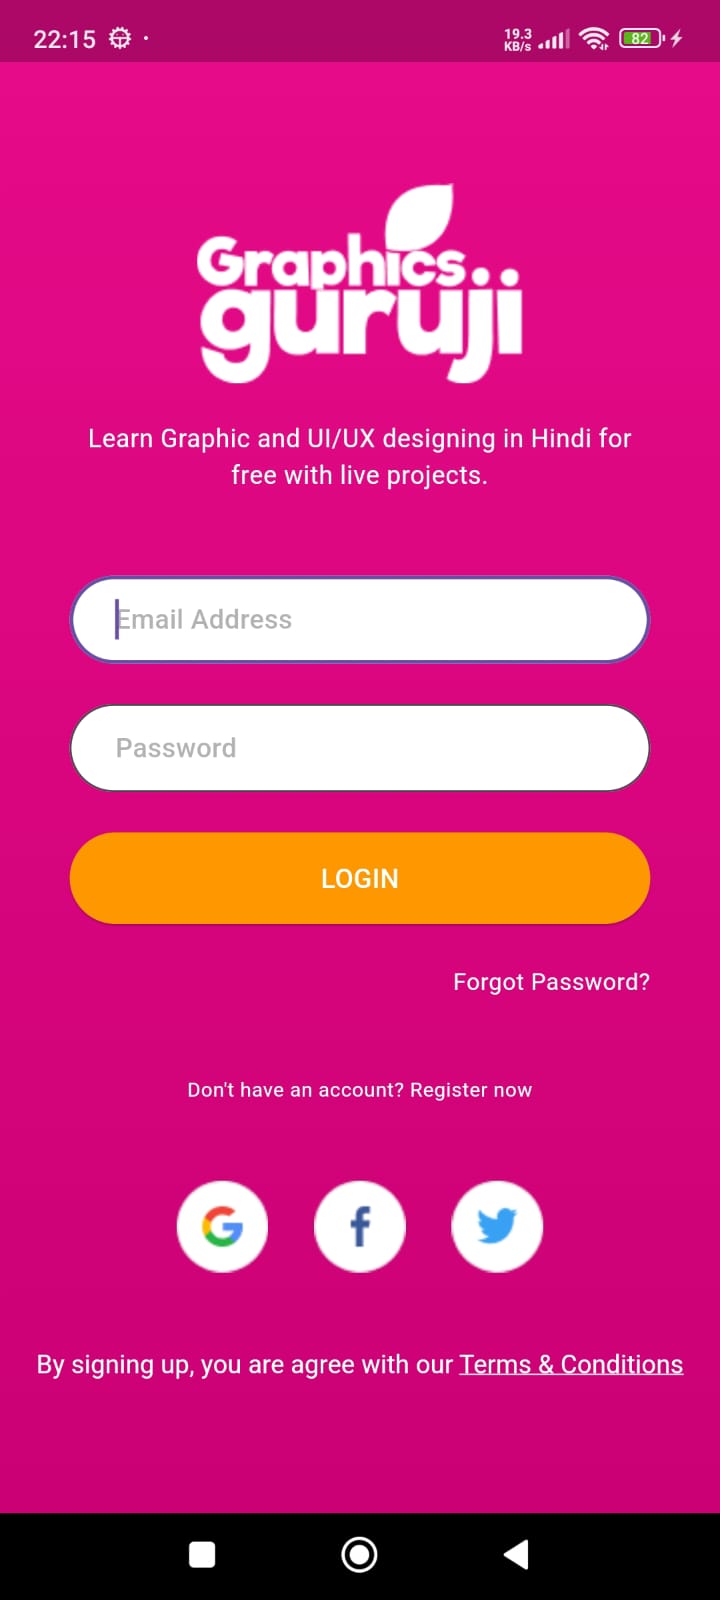 22:15
19.3
KB/s
82
Graphics
guruji
Learn Graphic and UI/UX designing in Hindi for
free with live projects.
Email Address
Password
LOGIN
Forgot Password?
Don't have an account? Register now
G
f
By signing up, you are agree with our Terms & Conditions